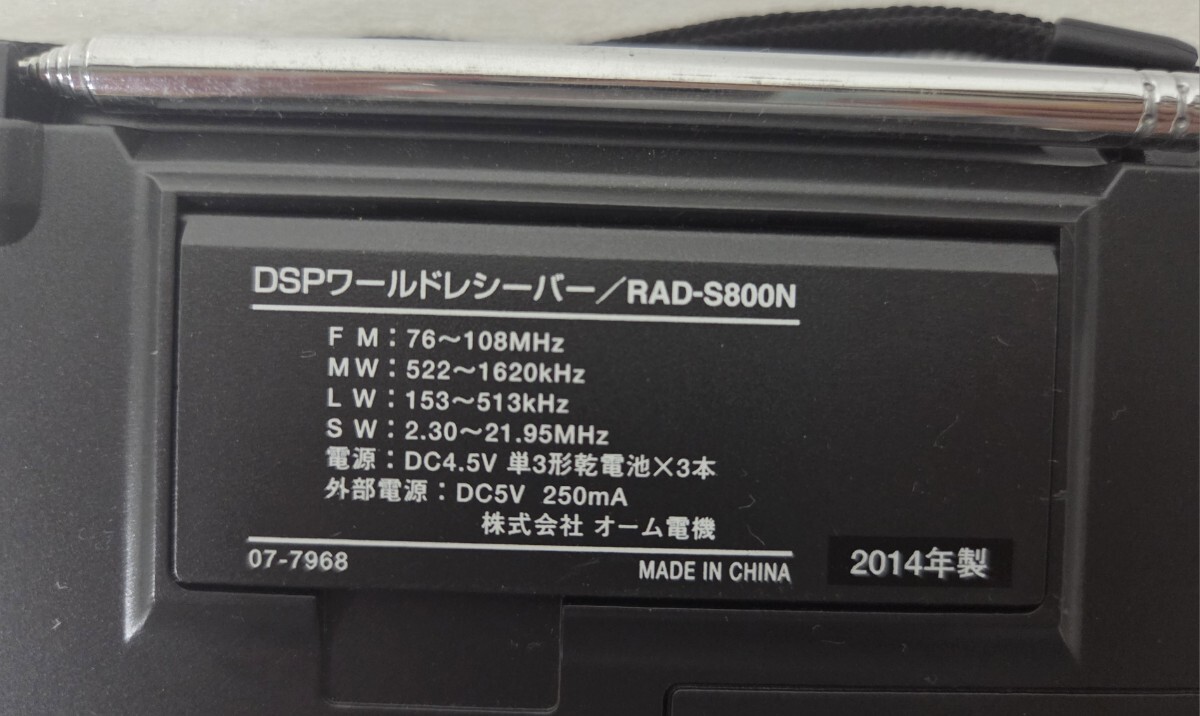 DSPワールドレシーバー/RAD-S800N
F M:76〜108MHz
MW:522〜1620kHz
L W:153〜513kHz
S W:2.30〜21.95MHz
電源:DC4.5V 単3形乾電池×3本
外部電源:DC5V 250mA
株式会社 オーム電機
07-7968 MADE IN CHINA 2014年製